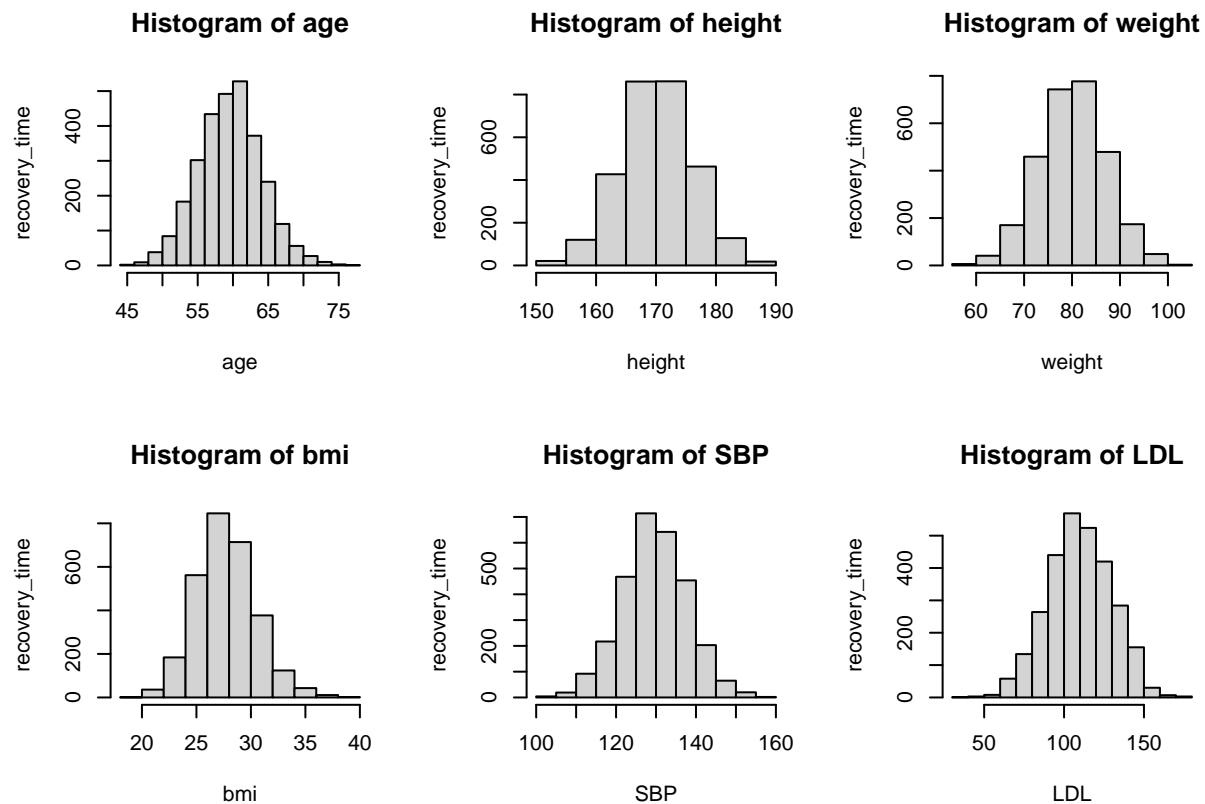 Histogram of age
recovery_time
0 200 400
45 55 65 75
age
Histogram of height
recovery_time
0 200 600
150 160 170 180 190
height
Histogram of weight
recovery_time
0 200 600
60 70 80 90 100
weight
Histogram of bmi
recovery_time
0 200 600
20 25 30 35 40
bmi
Histogram of SBP
recovery_time
0 200 500
100 120 140 160
SBP
Histogram of LDL
recovery_time
0 200 400
50 100 150
LDL